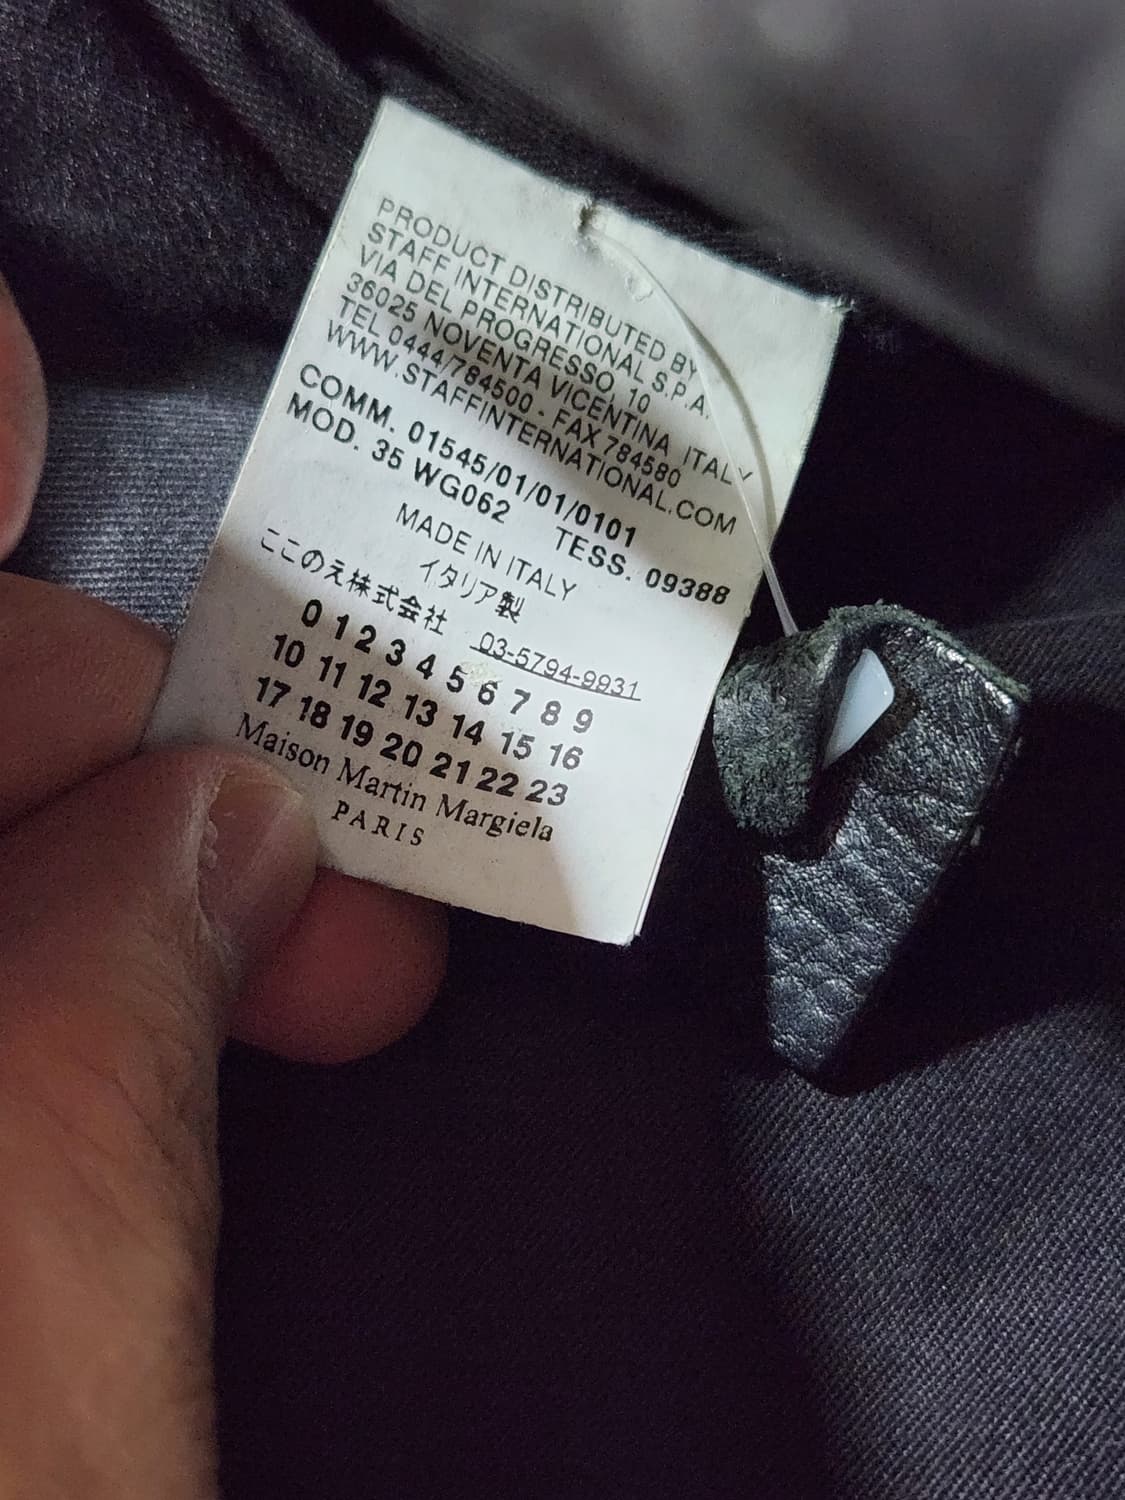 PRODUCT DISTRIBUTED BY
STAFF INTERNATIONAL S.P.A.
VIA DEL PROGRESSO, 10
36025 NOVENTA VICENTINA ITALY
TEL 0444/784500 - FAX 784580
WWW.STAFFINTERNATIONAL.COM
COMM. 01545/01/01/0101
MOD. 35 WG062 TESS. 09388
MADE IN ITALY
イタリア製
ここのえ株式会社 03-5794-9931
0 1 2 3 4 5 6 7 8 9
10 11 12 13 14 15 16
17 18 19 20 21 22 23
Maison Martin Margiela
PARIS